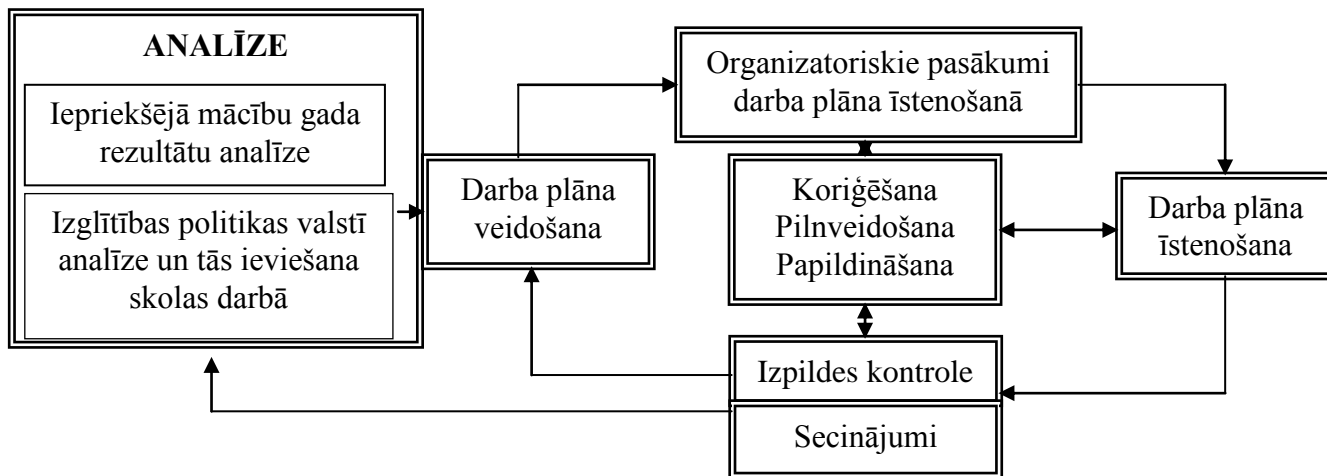 ANALĪZE
Iepriekšējā mācību gada
rezultātu analīze
Izglītības politikas valstī
analīze un tās ieviešana
skolas darbā
Darba plāna
veidošana
Organizatoriskie pasākumi
darba plāna īstenošanā
Koriģēšana
Pilnveidošana
Papildināšana
Darba plāna
īstenošana
Izpildes kontrole
Secinājumi